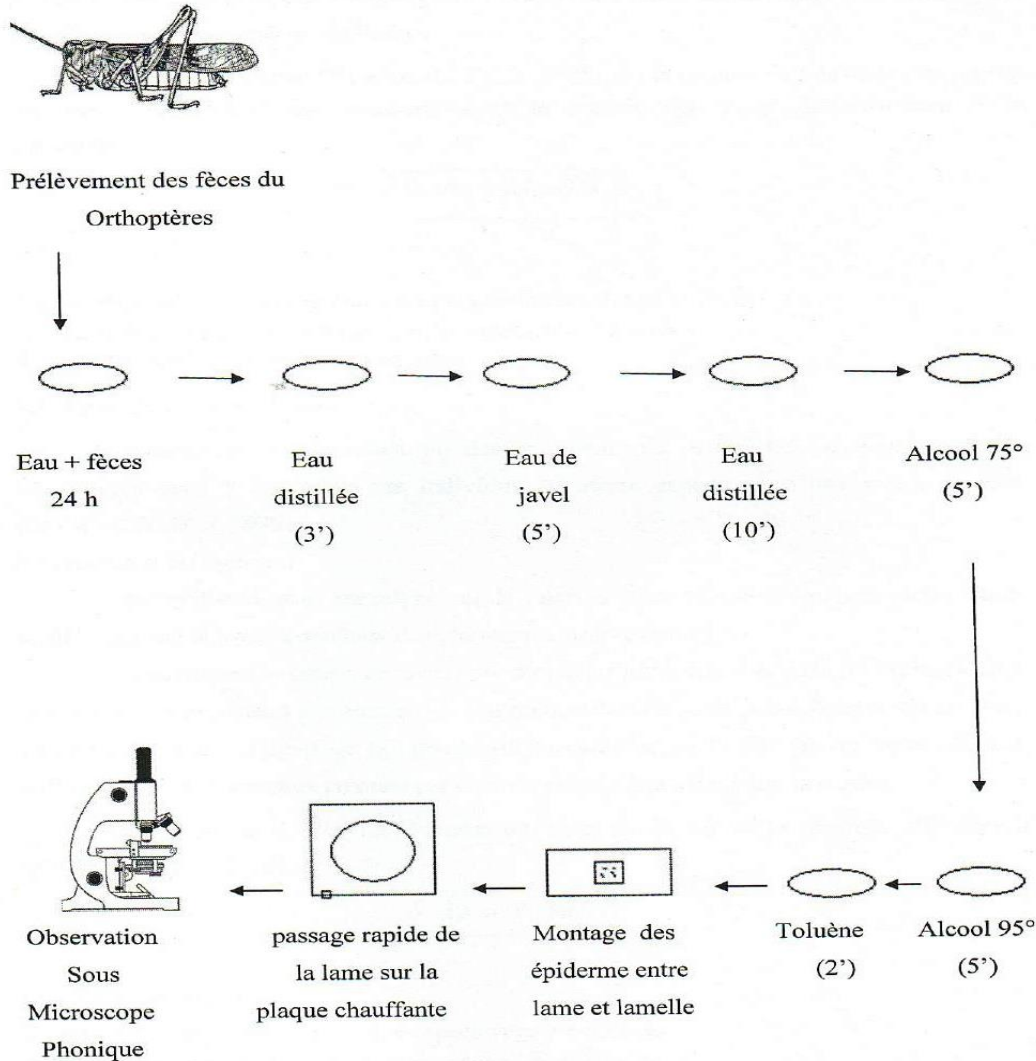 Prélèvement des fèces du
Orthoptères
Eau + fèces
24 h
Eau
distillée
(3’)
Eau de
javel
(5’)
Eau
distillée
(10’)
Alcool 75°
(5’)
Observation
Sous
Microscope
Phonique
passage rapide de
la lame sur la
plaque chauffante
Montage des
épiderme entre
lame et lamelle
Toluène
(2’)
Alcool 95°
(5’)